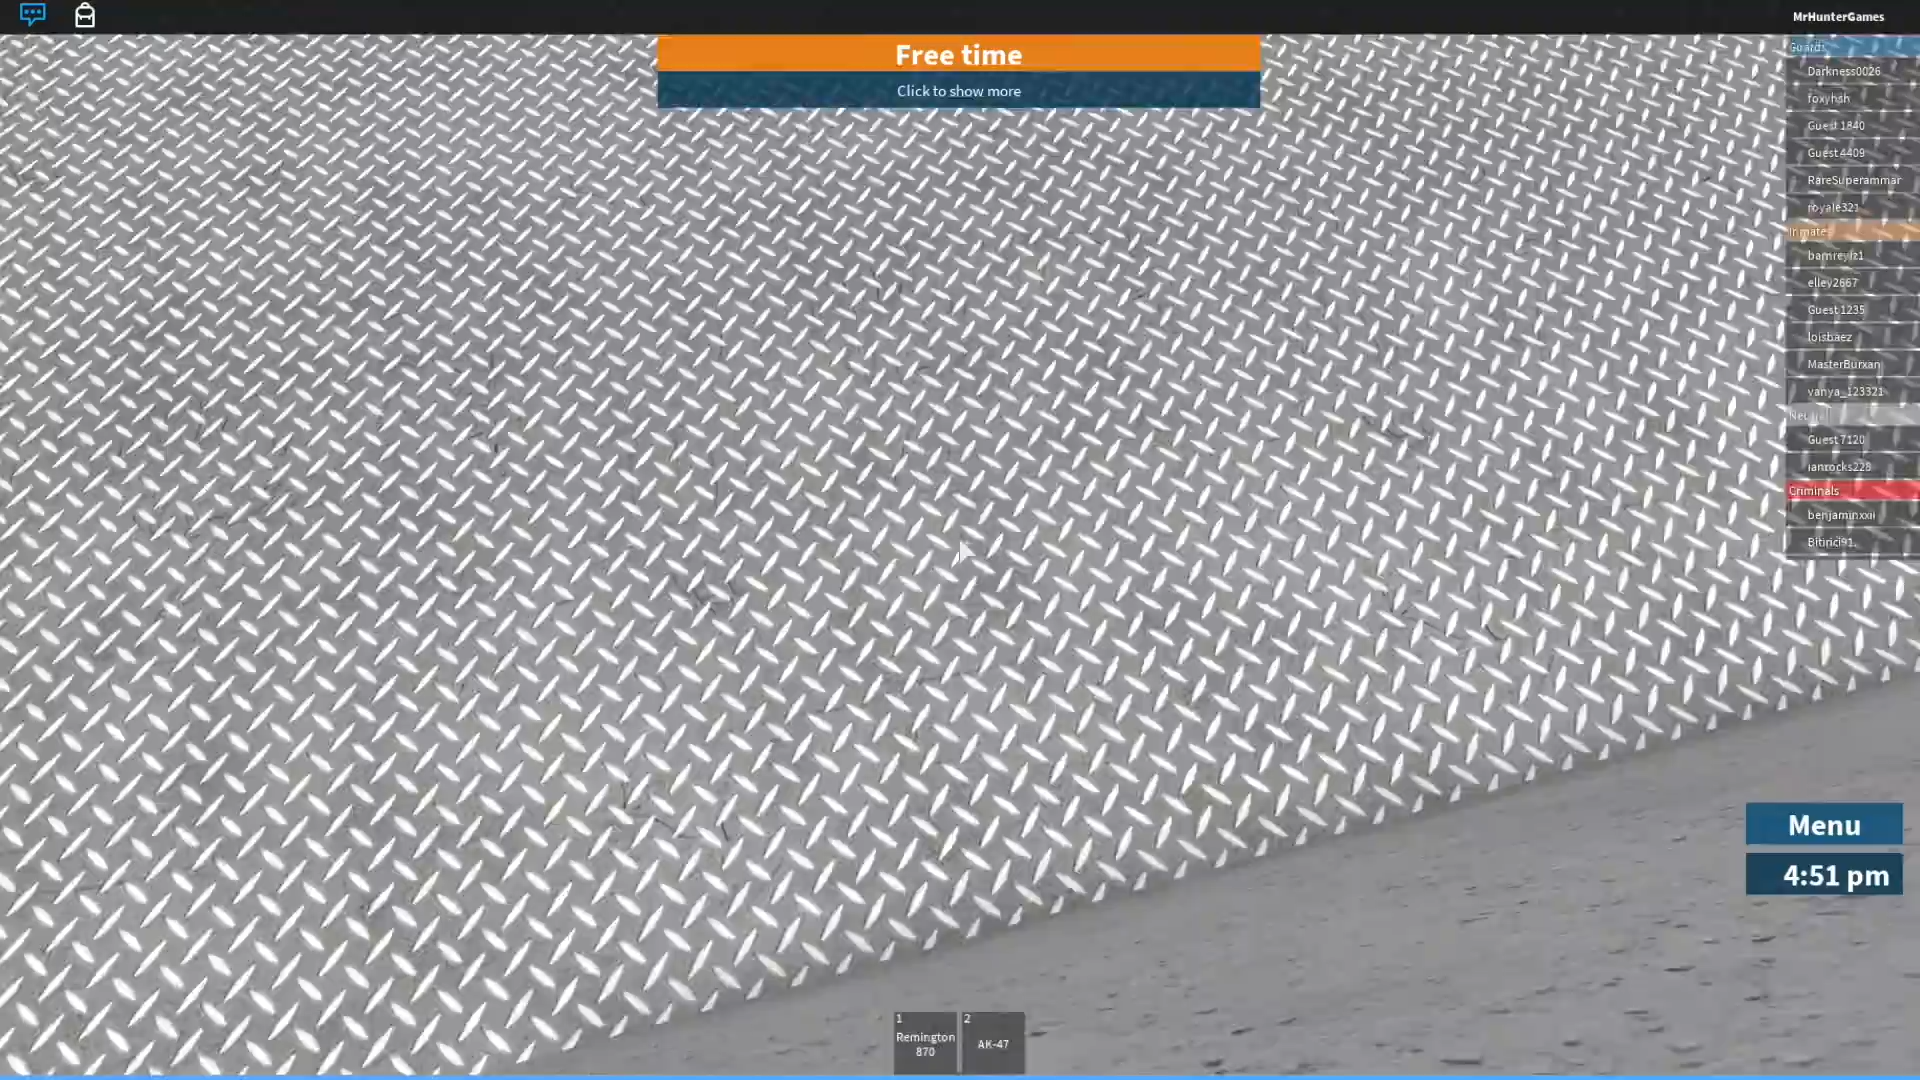 MrHunterGames
Free time
Click to show more
Guards
Darkness0026
foxyhsh
Guest 1840
Guest 4409
RareSuperammar
royale321
Inmates
bamreylz1
elley2667
Guest 1235
loisbaez
MasterBurxan
vanya_123321
Neutral
Guest 7120
ianrocks228
Criminals
benjaminxxii
Bitirici91.
Menu
4:51 pm
1
Remington
870
2
AK-47